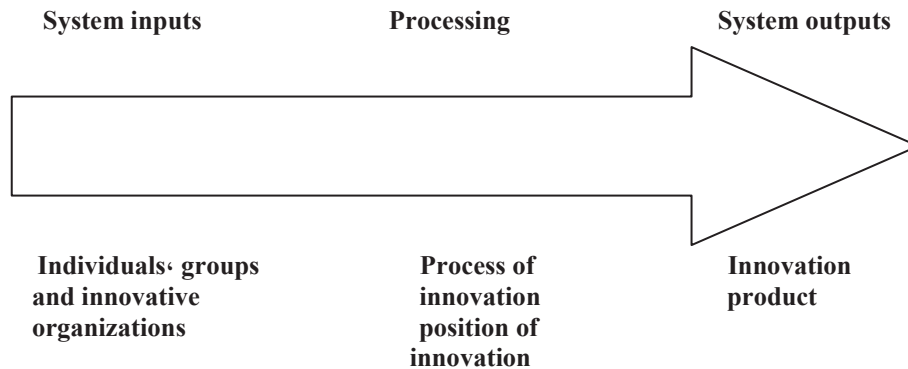 System inputs
Processing
System outputs
Individuals، groups
and innovative
organizations
Process of
innovation
position of
innovation
Innovation
product